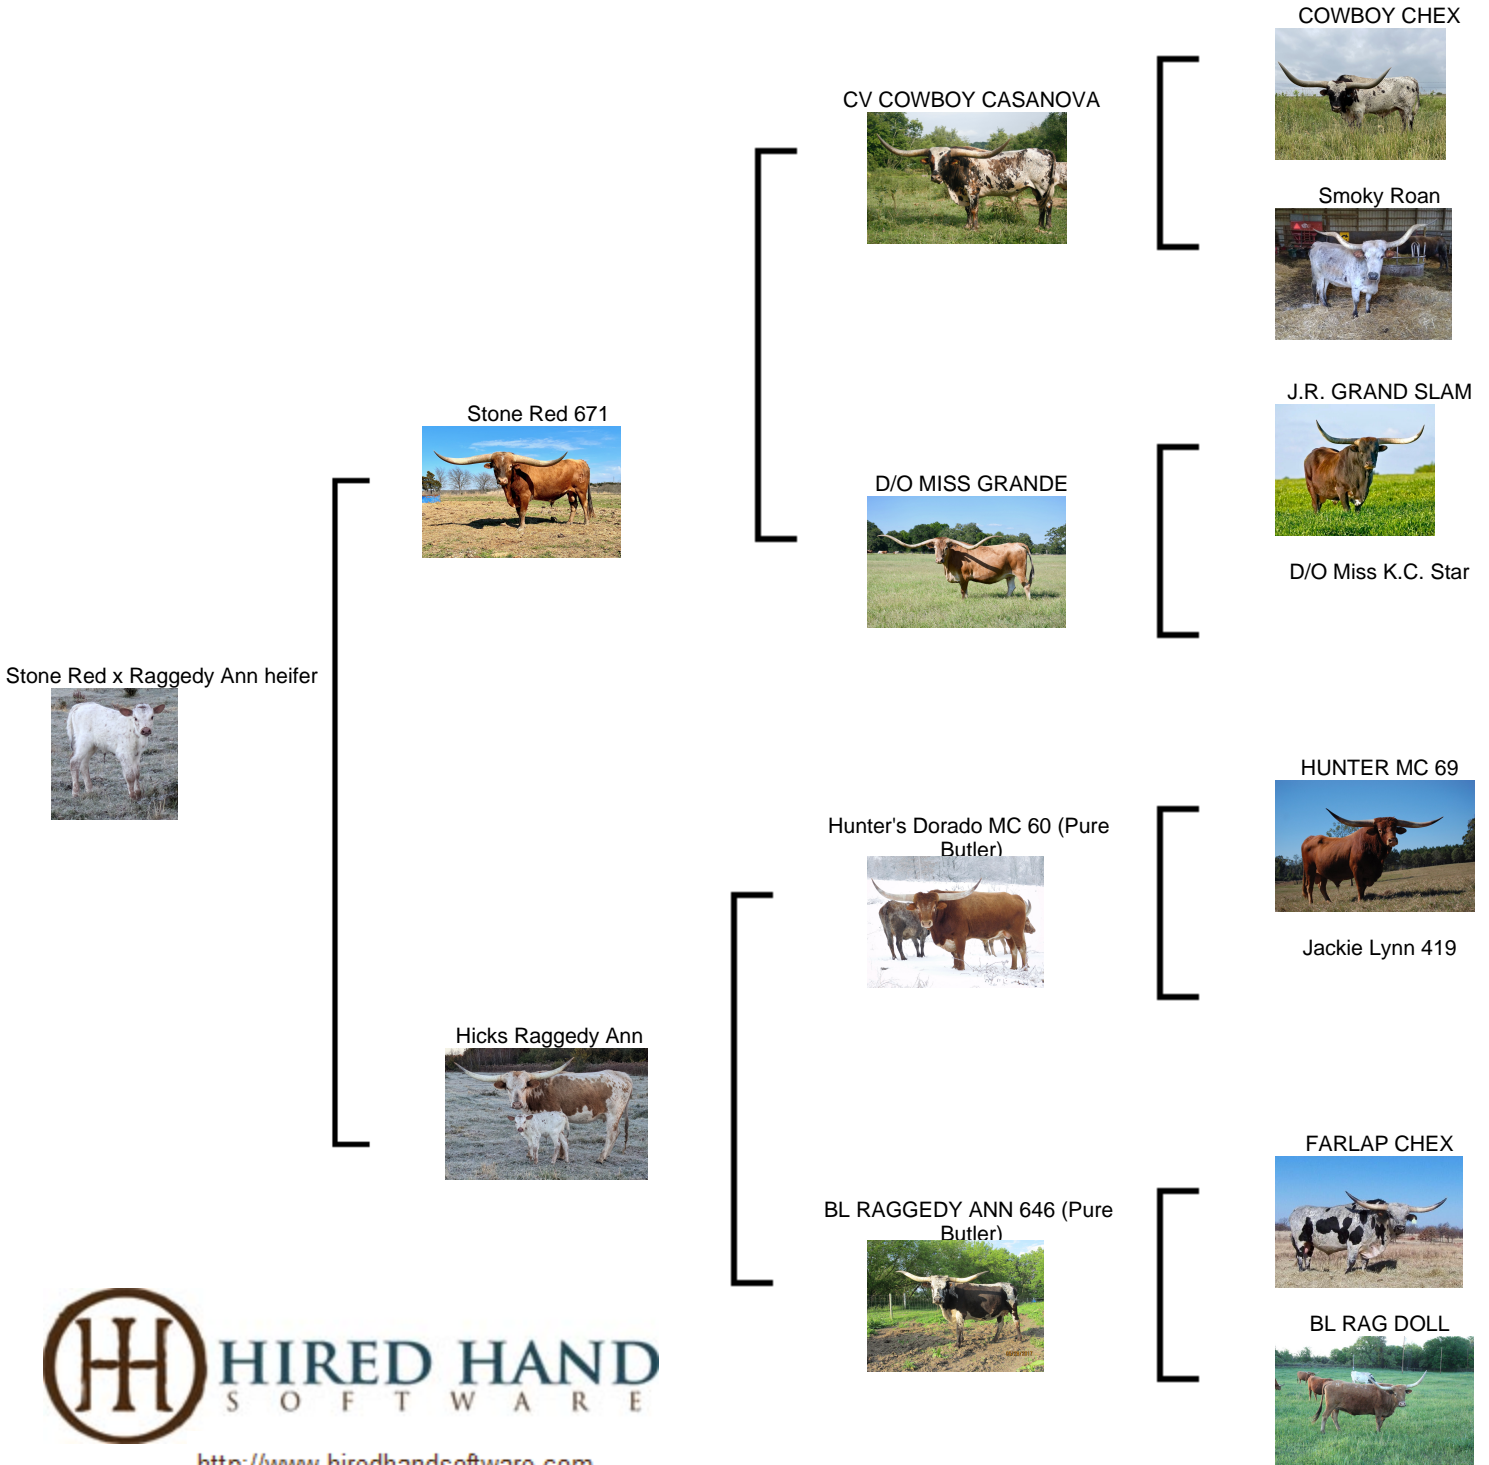 COWBOY CHEX
CV COWBOY CASANOVA
Smoky Roan
J.R. GRAND SLAM
Stone Red 671
D/O MISS GRANDE
D/O Miss K.C. Star
Stone Red x Raggedy Ann heifer
HUNTER MC 69
Hunter's Dorado MC 60 (Pure
Butler)
Jackie Lynn 419
Hicks Raggedy Ann
FARLAP CHEX
BL RAGGEDY ANN 646 (Pure
Butler)
BL RAG DOLL
HIRED HAND
SOFTWARE
http://www.hiredhandsoftware.com